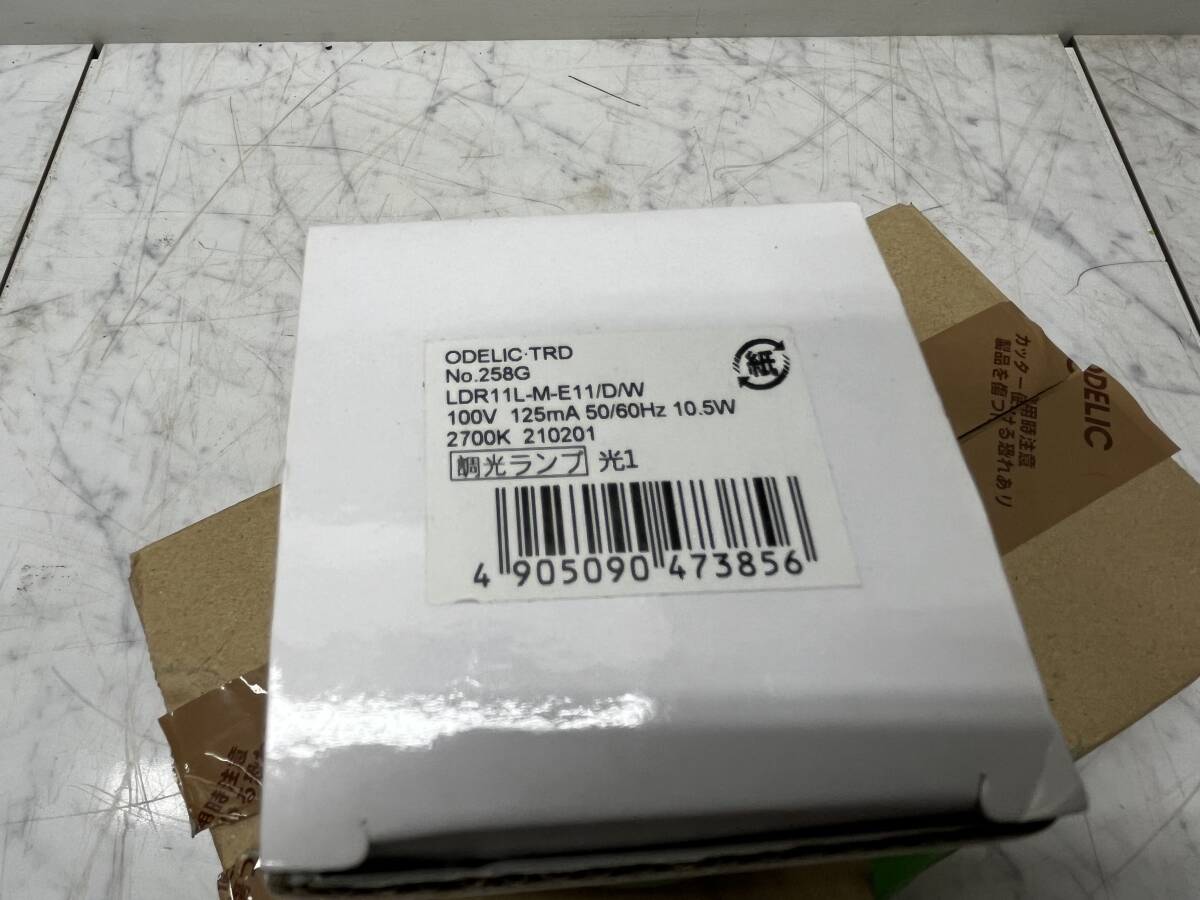 ODELIC·TRD
No.258G
LDR11L-M-E11/D/W
100V 125mA 50/60Hz 10.5W
2700K 210201
調光ランプ 光1
4 905090 473856
紙
ODELIC
カッター使用時注意
製品を傷つける恐れあり